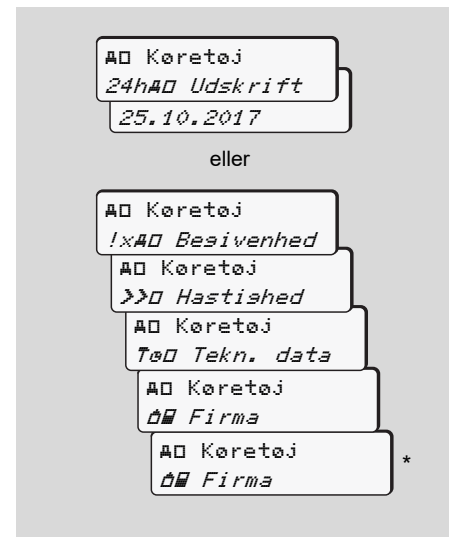 Køretøj
24h Udskrift
25.10.2017
eller
Køretøj
!x Begivenhed
Køretøj
>> Hastighed
Køretøj
Tekn. data
Køretøj
Firma
Køretøj
Firma
*